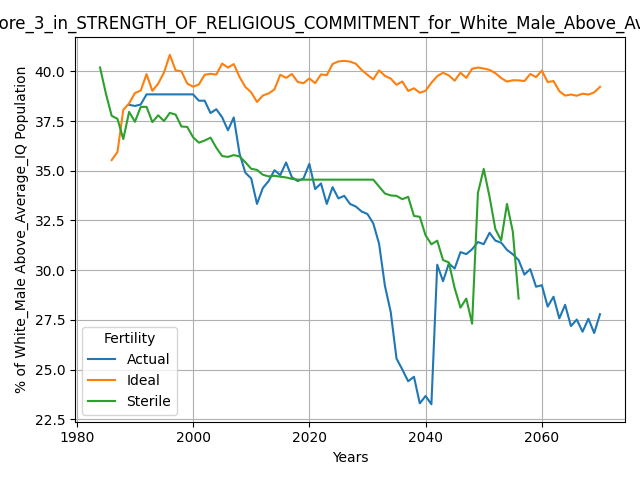 ore_3_in_STRENGTH_OF_RELIGIOUS_COMMITMENT_for_White_Male_Above_Av
% of White_Male Above_Average_IQ Population
40.0
37.5
35.0
32.5
30.0
27.5
25.0
22.5
Fertility
Actual
Ideal
Sterile
1980
2000
2020
2040
2060
Years